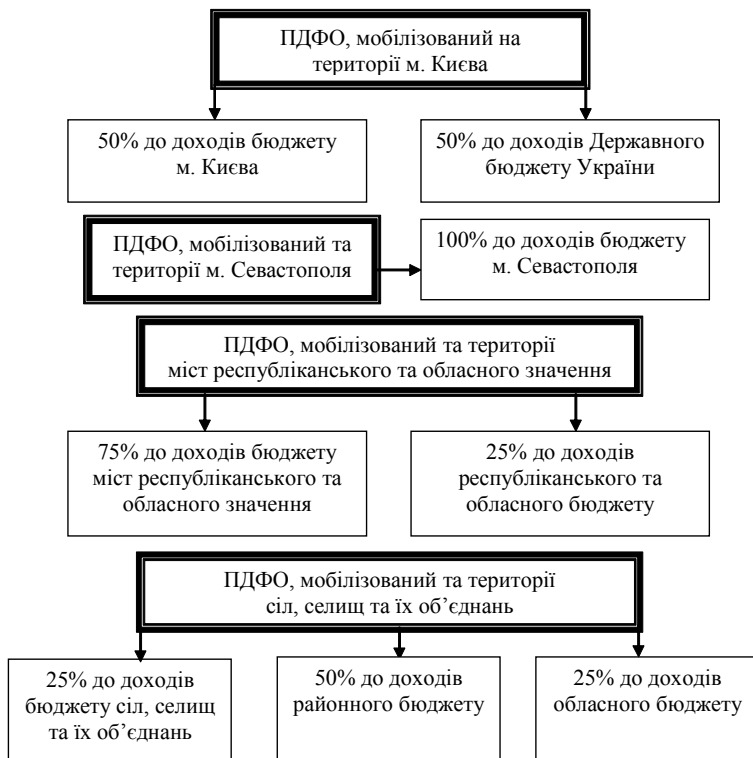 ПДФО, мобілізований на
території м. Києва
50% до доходів бюджету
м. Києва
50% до доходів Державного
бюджету України
ПДФО, мобілізований та
території м. Севастополя
100% до доходів бюджету
м. Севастополя
ПДФО, мобілізований та території
міст республіканського та обласного значення
75% до доходів бюджету
міст республіканського та
обласного значення
25% до доходів
республіканського та
обласного бюджету
ПДФО, мобілізований та території
сіл, селищ та їх об’єднань
25% до доходів
бюджету сіл, селищ
та їх об’єднань
50% до доходів
районного бюджету
25% до доходів
обласного бюджету